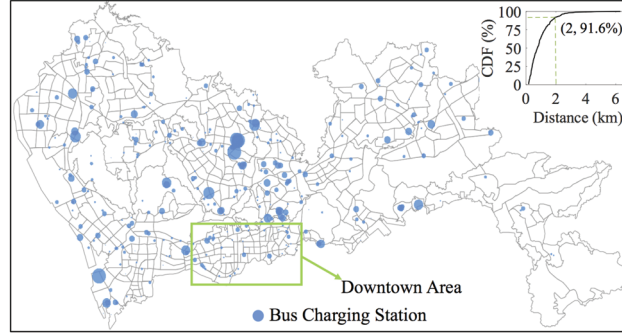 100
75
50
25
0
CDF (%)
(2, 91.6%)
0 2 4 6
Distance (km)
Downtown Area
Bus Charging Station